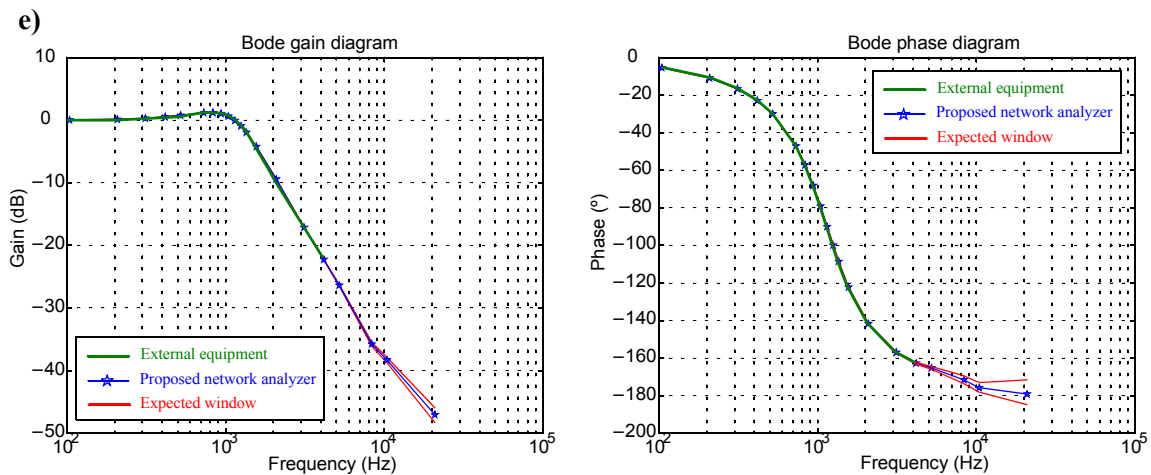 e)
Bode gain diagram
10
0
−10
−20
−30
−40
−50
Gain (dB)
External equipment
Proposed network analyzer
Expected window
10² 10³ 10⁴ 10⁵
Frequency (Hz)
Bode phase diagram
0
−20
−40
−60
−80
−100
−120
−140
−160
−180
−200
Phase (º)
External equipment
Proposed network analyzer
Expected window
10² 10³ 10⁴ 10⁵
Frequency (Hz)